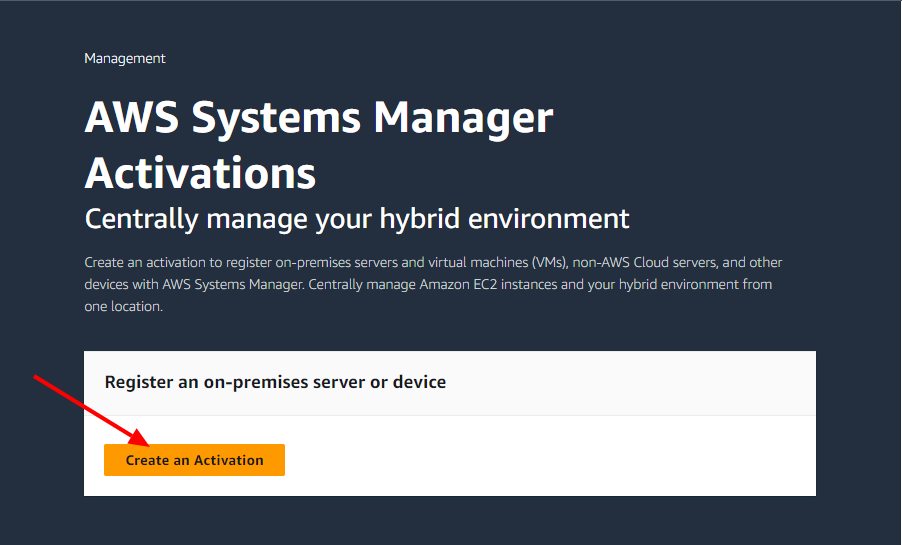 Management
AWS Systems Manager
Activations
Centrally manage your hybrid environment
Create an activation to register on-premises servers and virtual machines (VMs), non-AWS Cloud servers, and other
devices with AWS Systems Manager. Centrally manage Amazon EC2 instances and your hybrid environment from
one location.
Register an on-premises server or device
Create an Activation